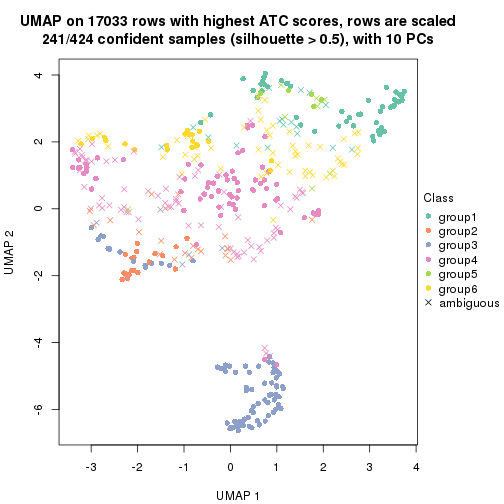 UMAP on 17033 rows with highest ATC scores, rows are scaled
241/424 confident samples (silhouette > 0.5), with 10 PCs
4
2
0
-2
-4
-6
UMAP 2
-3
-2
-1
0
1
2
3
4
UMAP 1
Class
group1
group2
group3
group4
group5
group6
ambiguous